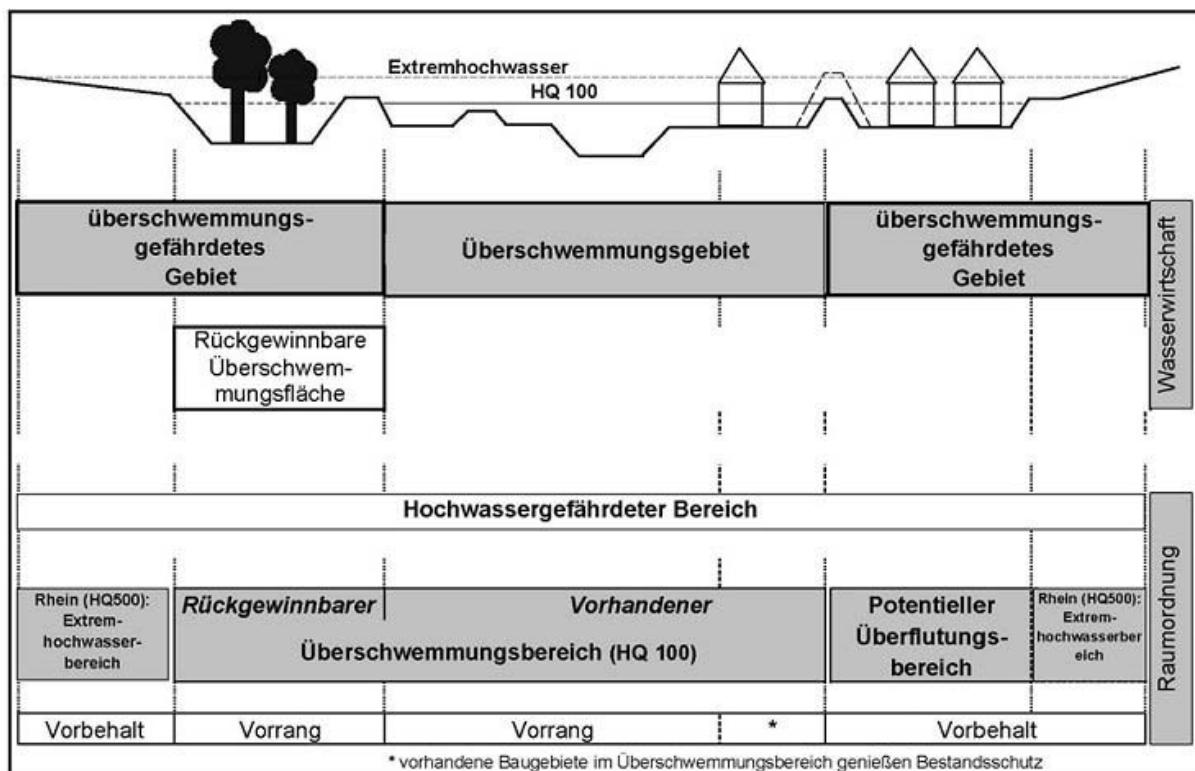 Extremhochwasser
HQ 100
überschwemmungs-
gefährdetes
Gebiet
Überschwemmungsgebiet
überschwemmungs-
gefährdetes
Gebiet
Wasserwirtschaft
Rückgewinnbare
Überschwem-
mungsfläche
Hochwassergefährdeter Bereich
Raumordnung
Rhein (HQ500):
Extrem-
hochwasser-
bereich
Rückgewinnbarer
Vorhandener
Überschwemmungsbereich (HQ 100)
Potentieller
Überflutungs-
bereich
Rhein (HQ500):
Extrem-
hochwasserber
eich
Vorbehalt
Vorrang
Vorrang
*
Vorbehalt
* vorhandene Baugebiete im Überschwemmungsbereich genießen Bestandsschutz